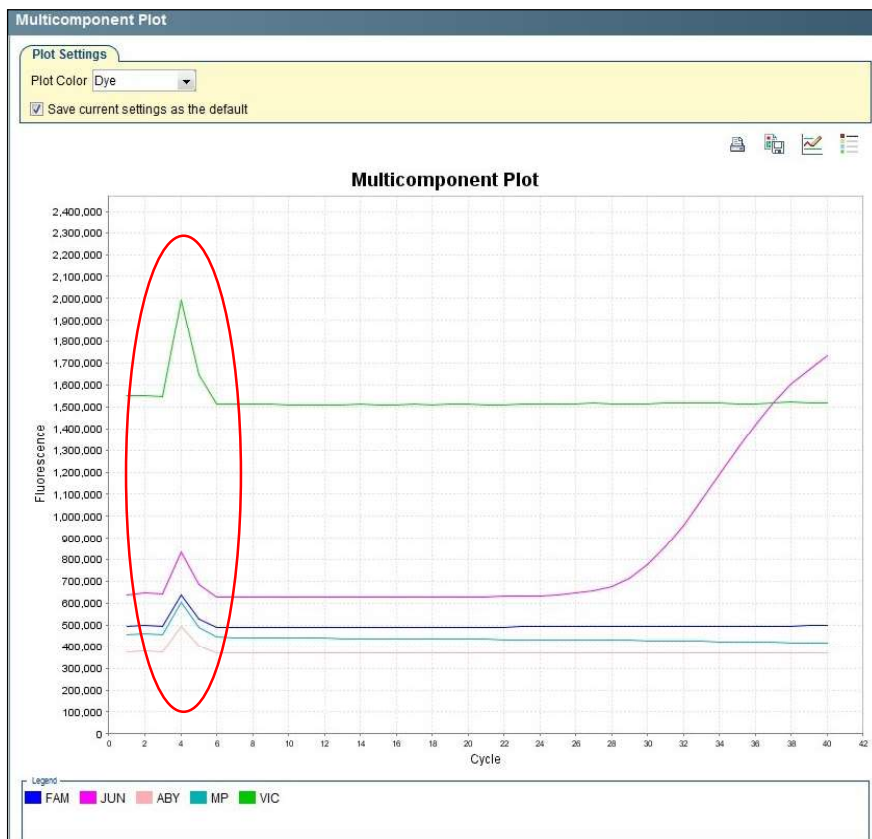 Multicomponent Plot
Plot Settings
Plot Color Dye
Save current settings as the default
Multicomponent Plot
2,400,000
2,300,000
2,200,000
2,100,000
2,000,000
1,900,000
1,800,000
1,700,000
1,600,000
1,500,000
1,400,000
1,300,000
1,200,000
1,100,000
1,000,000
900,000
800,000
700,000
600,000
500,000
400,000
300,000
200,000
100,000
0
Fluorescence
0 2 4 6 8 10 12 14 16 18 20 22 24 26 28 30 32 34 36 38 40 42
Cycle
Legend
FAM JUN ABY MP VIC